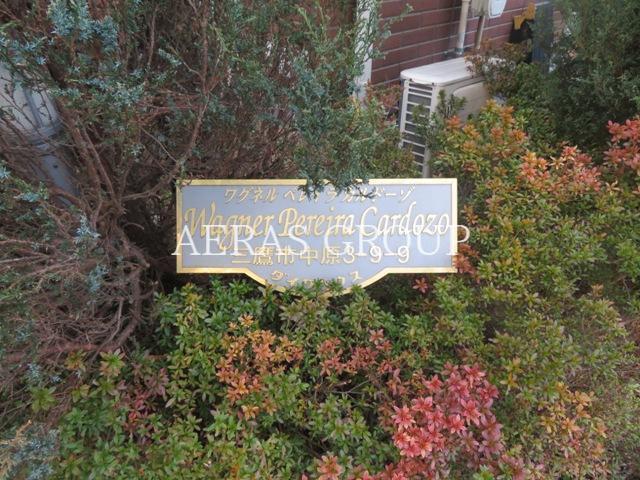 ワグネル ペレイラ カルドーゾ
Wagner Pereira Cardozo
AERAS GROUP
三鷹市中原3-9-9